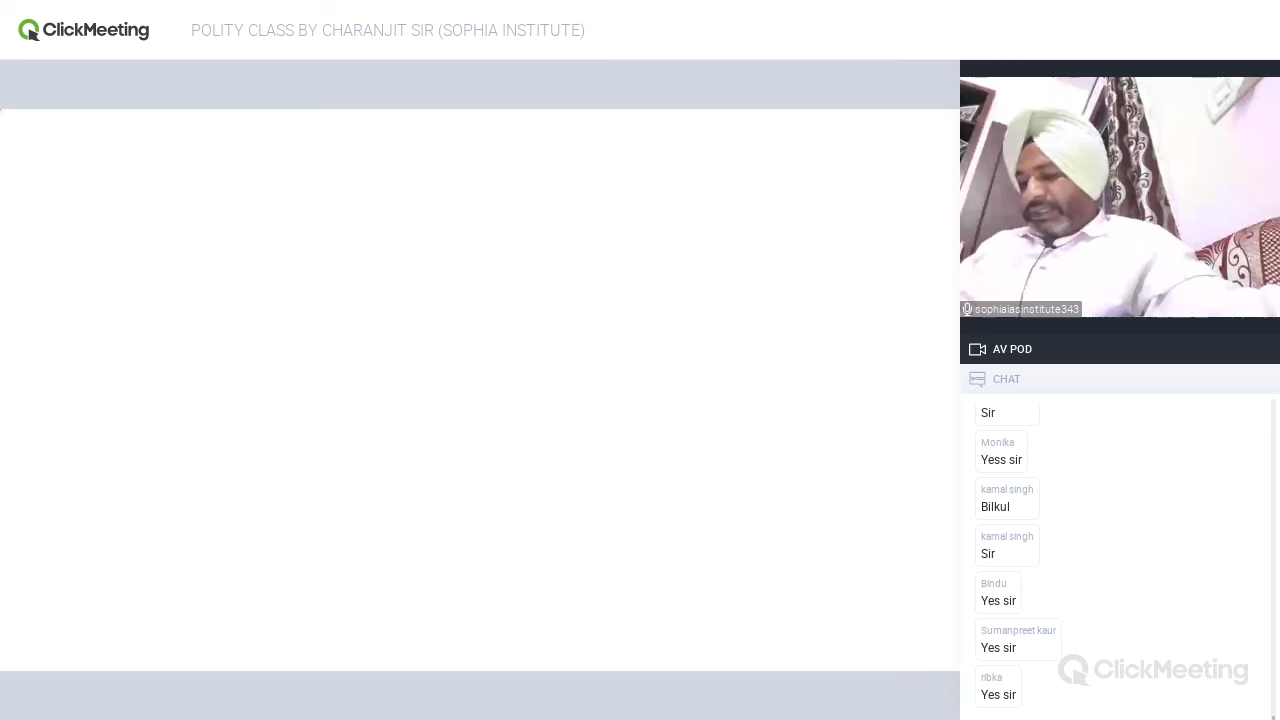 ClickMeeting
POLITY CLASS BY CHARANJIT SIR (SOPHIA INSTITUTE)
sophiaiasinstitute343
AV POD
CHAT
Sir
Monika
Yess sir
kamal singh
Bilkul
kamal singh
Sir
Bindu
Yes sir
Sumanpreet kaur
Yes sir
ribka
Yes sir
ClickMeeting